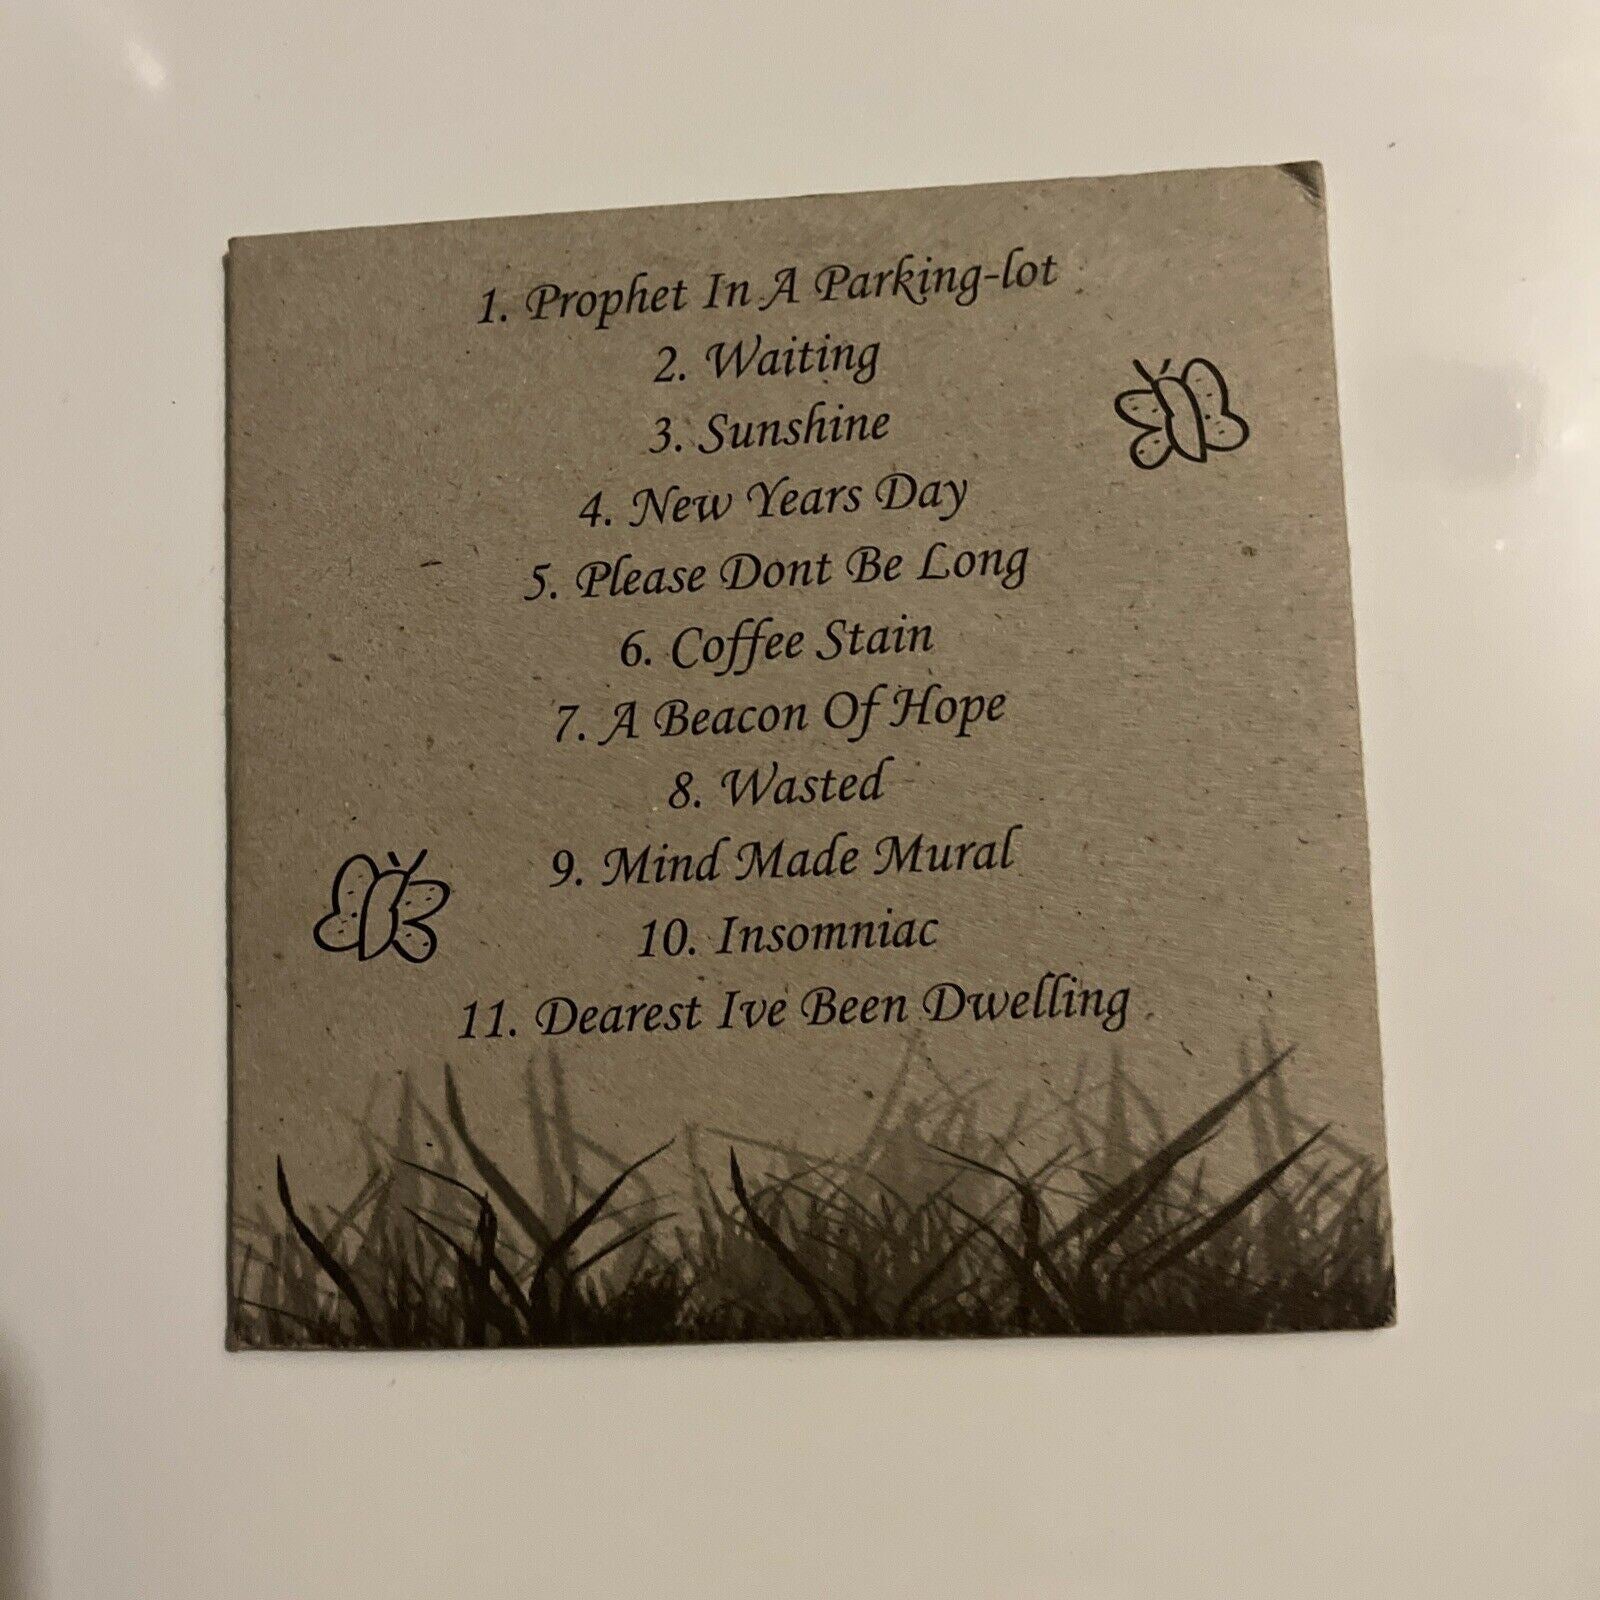 1. Prophet In A Parking-lot
2. Waiting
3. Sunshine
4. New Years Day
5. Please Dont Be Long
6. Coffee Stain
7. A Beacon Of Hope
8. Wasted
9. Mind Made Mural
10. Insomniac
11. Dearest Ive Been Dwelling